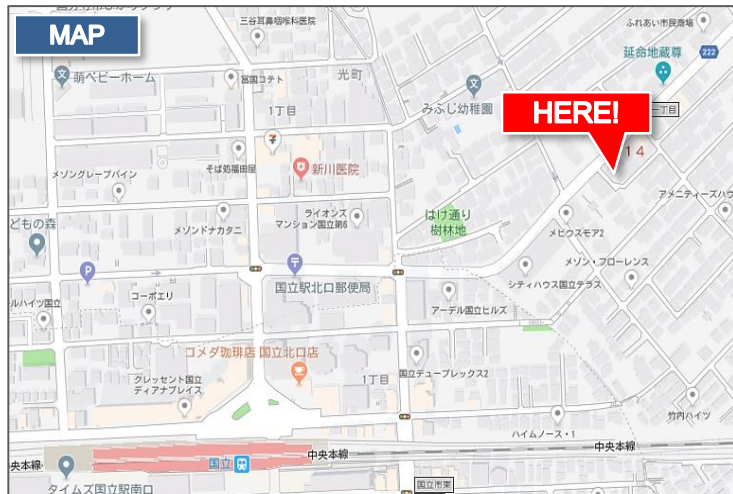 MAP
三谷耳鼻咽喉科医院
ふれあい市民農場
延命地蔵尊
222
萌ベビーホーム
宮国コテト
光町
みふじ幼稚園
HERE!
一丁目
1丁目
14
そば処福田屋
新川医院
メゾングレープバイン
アメニティーズハウ
どもの森
メゾンドナカタニ
ライオンズ
マンション国立第6
はけ通り
樹林地
メビウスモア2
メゾン・フローレンス
P
国立駅北口郵便局
シティハウス国立テラス
ールハイツ国立
コーポエリ
アーデル国立ヒルズ
コメダ珈琲店 国立北口店
グレッセント国立
ディアナプレイス
1丁目
国立デュープレックス2
竹内ハイツ
ハイムノース・1
中央本線
中央本線
央本線
国立
タイムズ国立駅南口
国立市東